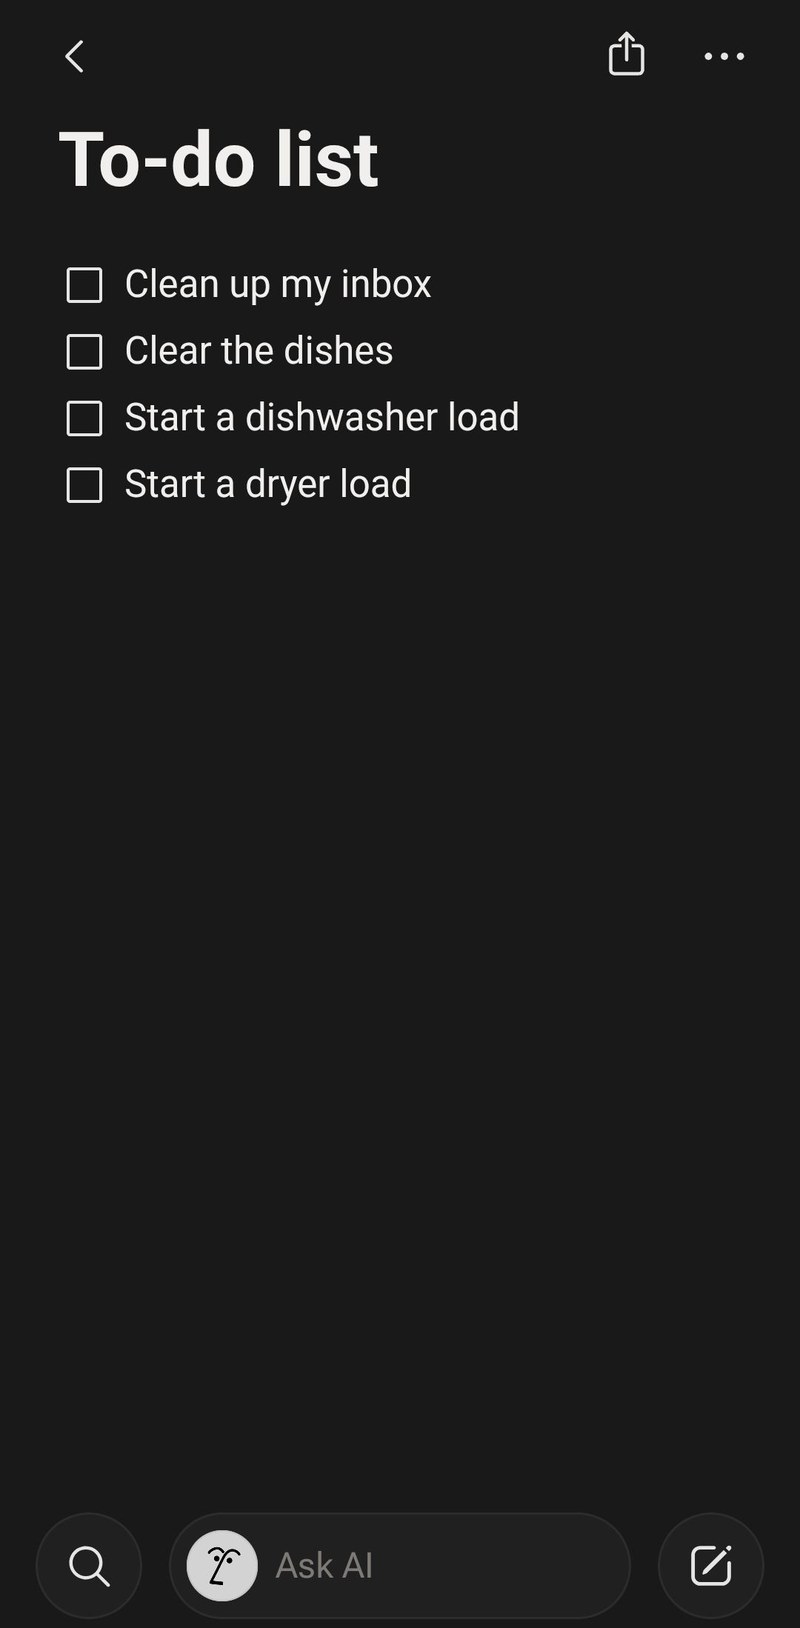 To-do list
Clean up my inbox
Clear the dishes
Start a dishwasher load
Start a dryer load
Ask AI